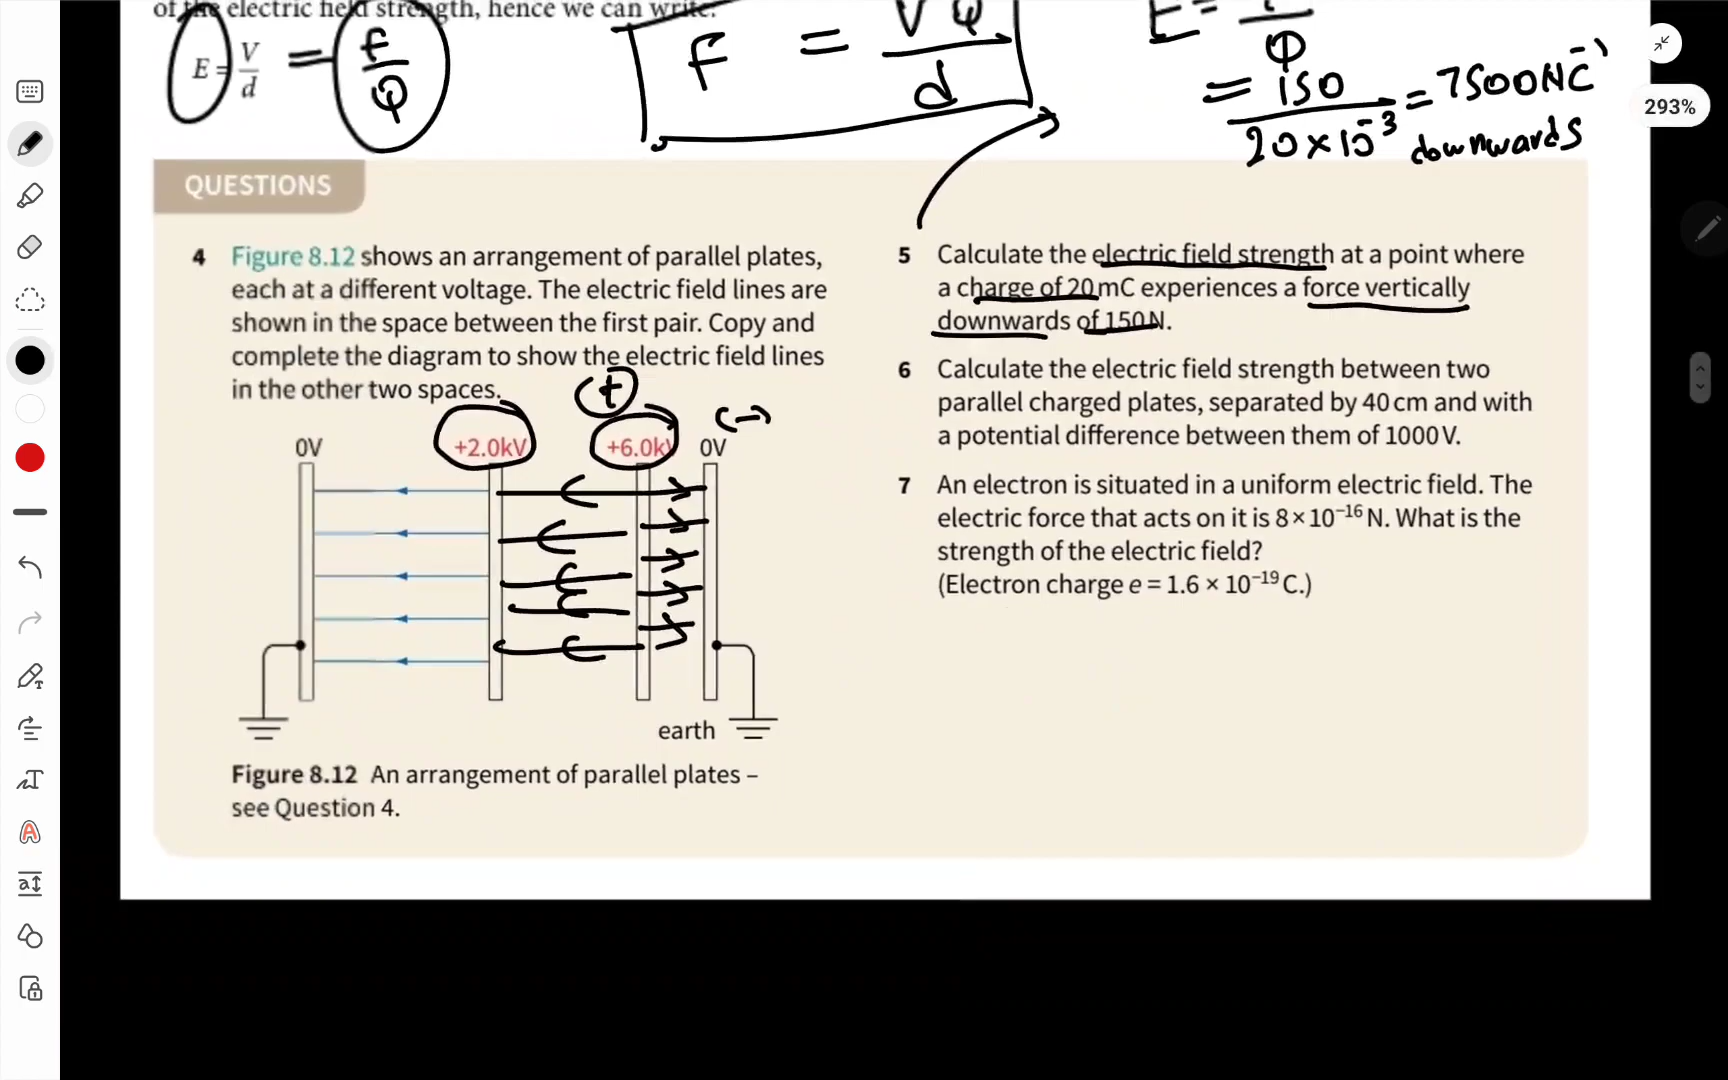 of the electric field strength, hence we can write:
E = V/d = F/Q
F = VQ/d
= 150 / 20 × 10⁻³ = 7500 NC⁻¹
downwards
293%
QUESTIONS
4 Figure 8.12 shows an arrangement of parallel plates,
each at a different voltage. The electric field lines are
shown in the space between the first pair. Copy and
complete the diagram to show the electric field lines
in the other two spaces.
(+)
(-)
0V +2.0kV +6.0kV 0V
earth
Figure 8.12 An arrangement of parallel plates –
see Question 4.
5 Calculate the electric field strength at a point where
a charge of 20 mC experiences a force vertically
downwards of 150 N.
6 Calculate the electric field strength between two
parallel charged plates, separated by 40 cm and with
a potential difference between them of 1000 V.
7 An electron is situated in a uniform electric field. The
electric force that acts on it is 8 × 10⁻¹⁶ N. What is the
strength of the electric field?
(Electron charge e = 1.6 × 10⁻¹⁹ C.)